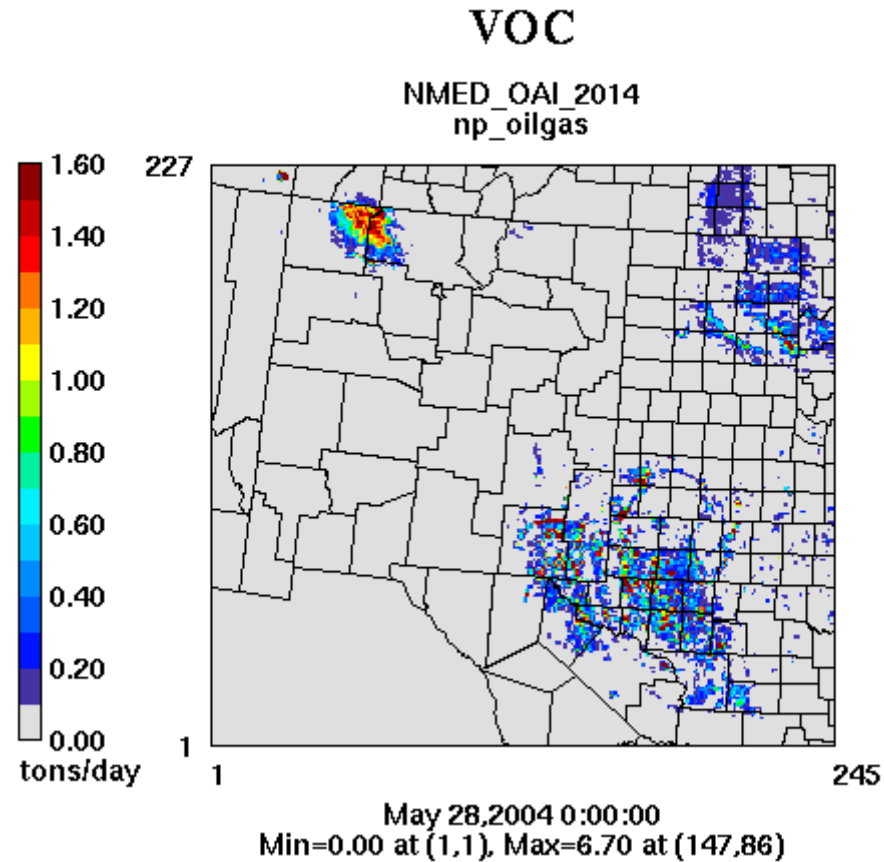 VOC
NMED_OAI_2014
np_oilgas
1.60
1.40
1.20
1.00
0.80
0.60
0.40
0.20
0.00
tons/day
227
1
1
245
May 28,2004 0:00:00
Min=0.00 at (1,1), Max=6.70 at (147,86)